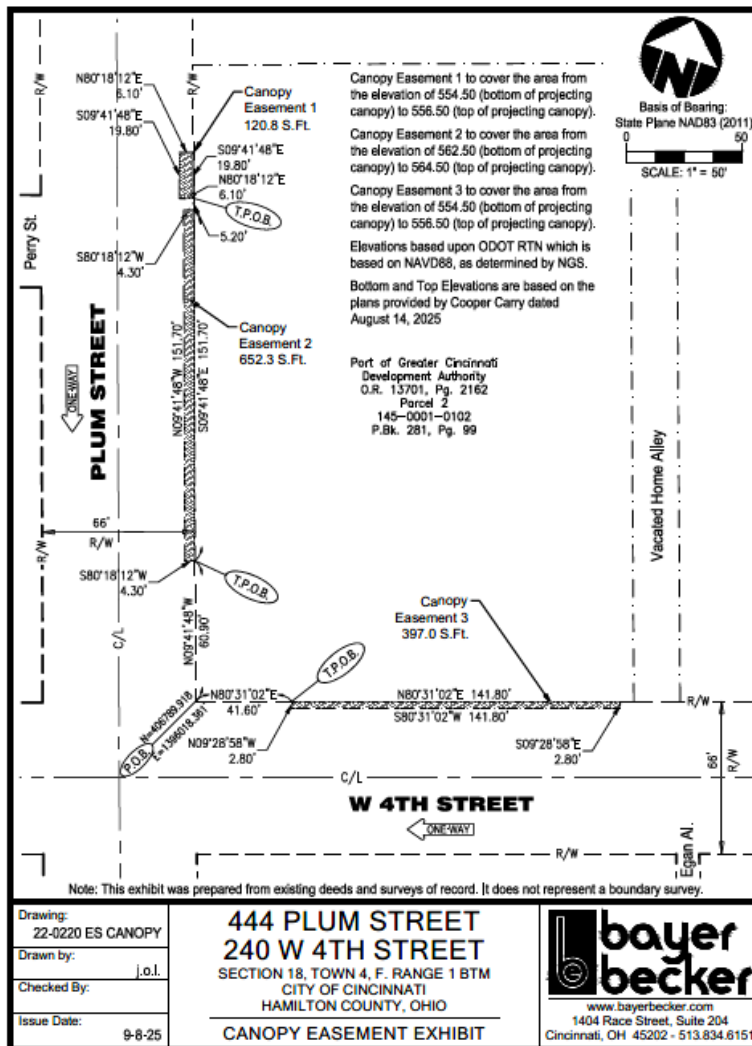 R/W
R/W
N80°18'12"E
6.10'
S09°41'48"E
19.80'
Canopy
Easement 1
120.8 S.Ft.
S09°41'48"E
19.80'
N80°18'12"E
6.10'
T.P.O.B.
5.20'
S80°18'12"W
4.30'
Perry St.
Canopy
Easement 2
652.3 S.Ft.
N09°41'48"W 151.70'
S09°41'48"E 151.70'
ONE-WAY
PLUM STREET
Canopy Easement 1 to cover the area from
the elevation of 554.50 (bottom of projecting
canopy) to 556.50 (top of projecting canopy).
Canopy Easement 2 to cover the area from
the elevation of 562.50 (bottom of projecting
canopy) to 564.50 (top of projecting canopy).
Canopy Easement 3 to cover the area from
the elevation of 554.50 (bottom of projecting
canopy) to 556.50 (top of projecting canopy).
Elevations based upon ODOT RTN which is
based on NAVD88, as determined by NGS.
Bottom and Top Elevations are based on the
plans provided by Cooper Carry dated
August 14, 2025
N
Basis of Bearing:
State Plane NAD83 (2011)
0 50
SCALE: 1" = 50'
Port of Greater Cincinnati
Development Authority
O.R. 13701, Pg. 2162
Parcel 2
145-0001-0102
P.Bk. 281, Pg. 99
Vacated Home Alley
66'
R/W
R/W
S80°18'12"W
4.30'
T.P.O.B.
N09°41'48"W
60.90'
C/L
Canopy
Easement 3
397.0 S.Ft.
T.P.O.B.
N80°31'02"E
41.60'
N80°31'02"E 141.80'
S80°31'02"W 141.80'
R/W
N=406789.918
E=1396018.361
P.O.B.
N09°28'58"W
2.80'
S09°28'58"E
2.80'
66'
R/W
C/L
W 4TH STREET
ONE-WAY
R/W
Egan Al.
Note: This exhibit was prepared from existing deeds and surveys of record. It does not represent a boundary survey.
Drawing:
22-0220 ES CANOPY
Drawn by:
j.o.l.
Checked By:
Issue Date:
9-8-25
444 PLUM STREET
240 W 4TH STREET
SECTION 18, TOWN 4, F. RANGE 1 BTM
CITY OF CINCINNATI
HAMILTON COUNTY, OHIO
CANOPY EASEMENT EXHIBIT
bayer
becker
www.bayerbecker.com
1404 Race Street, Suite 204
Cincinnati, OH 45202 - 513.834.6151